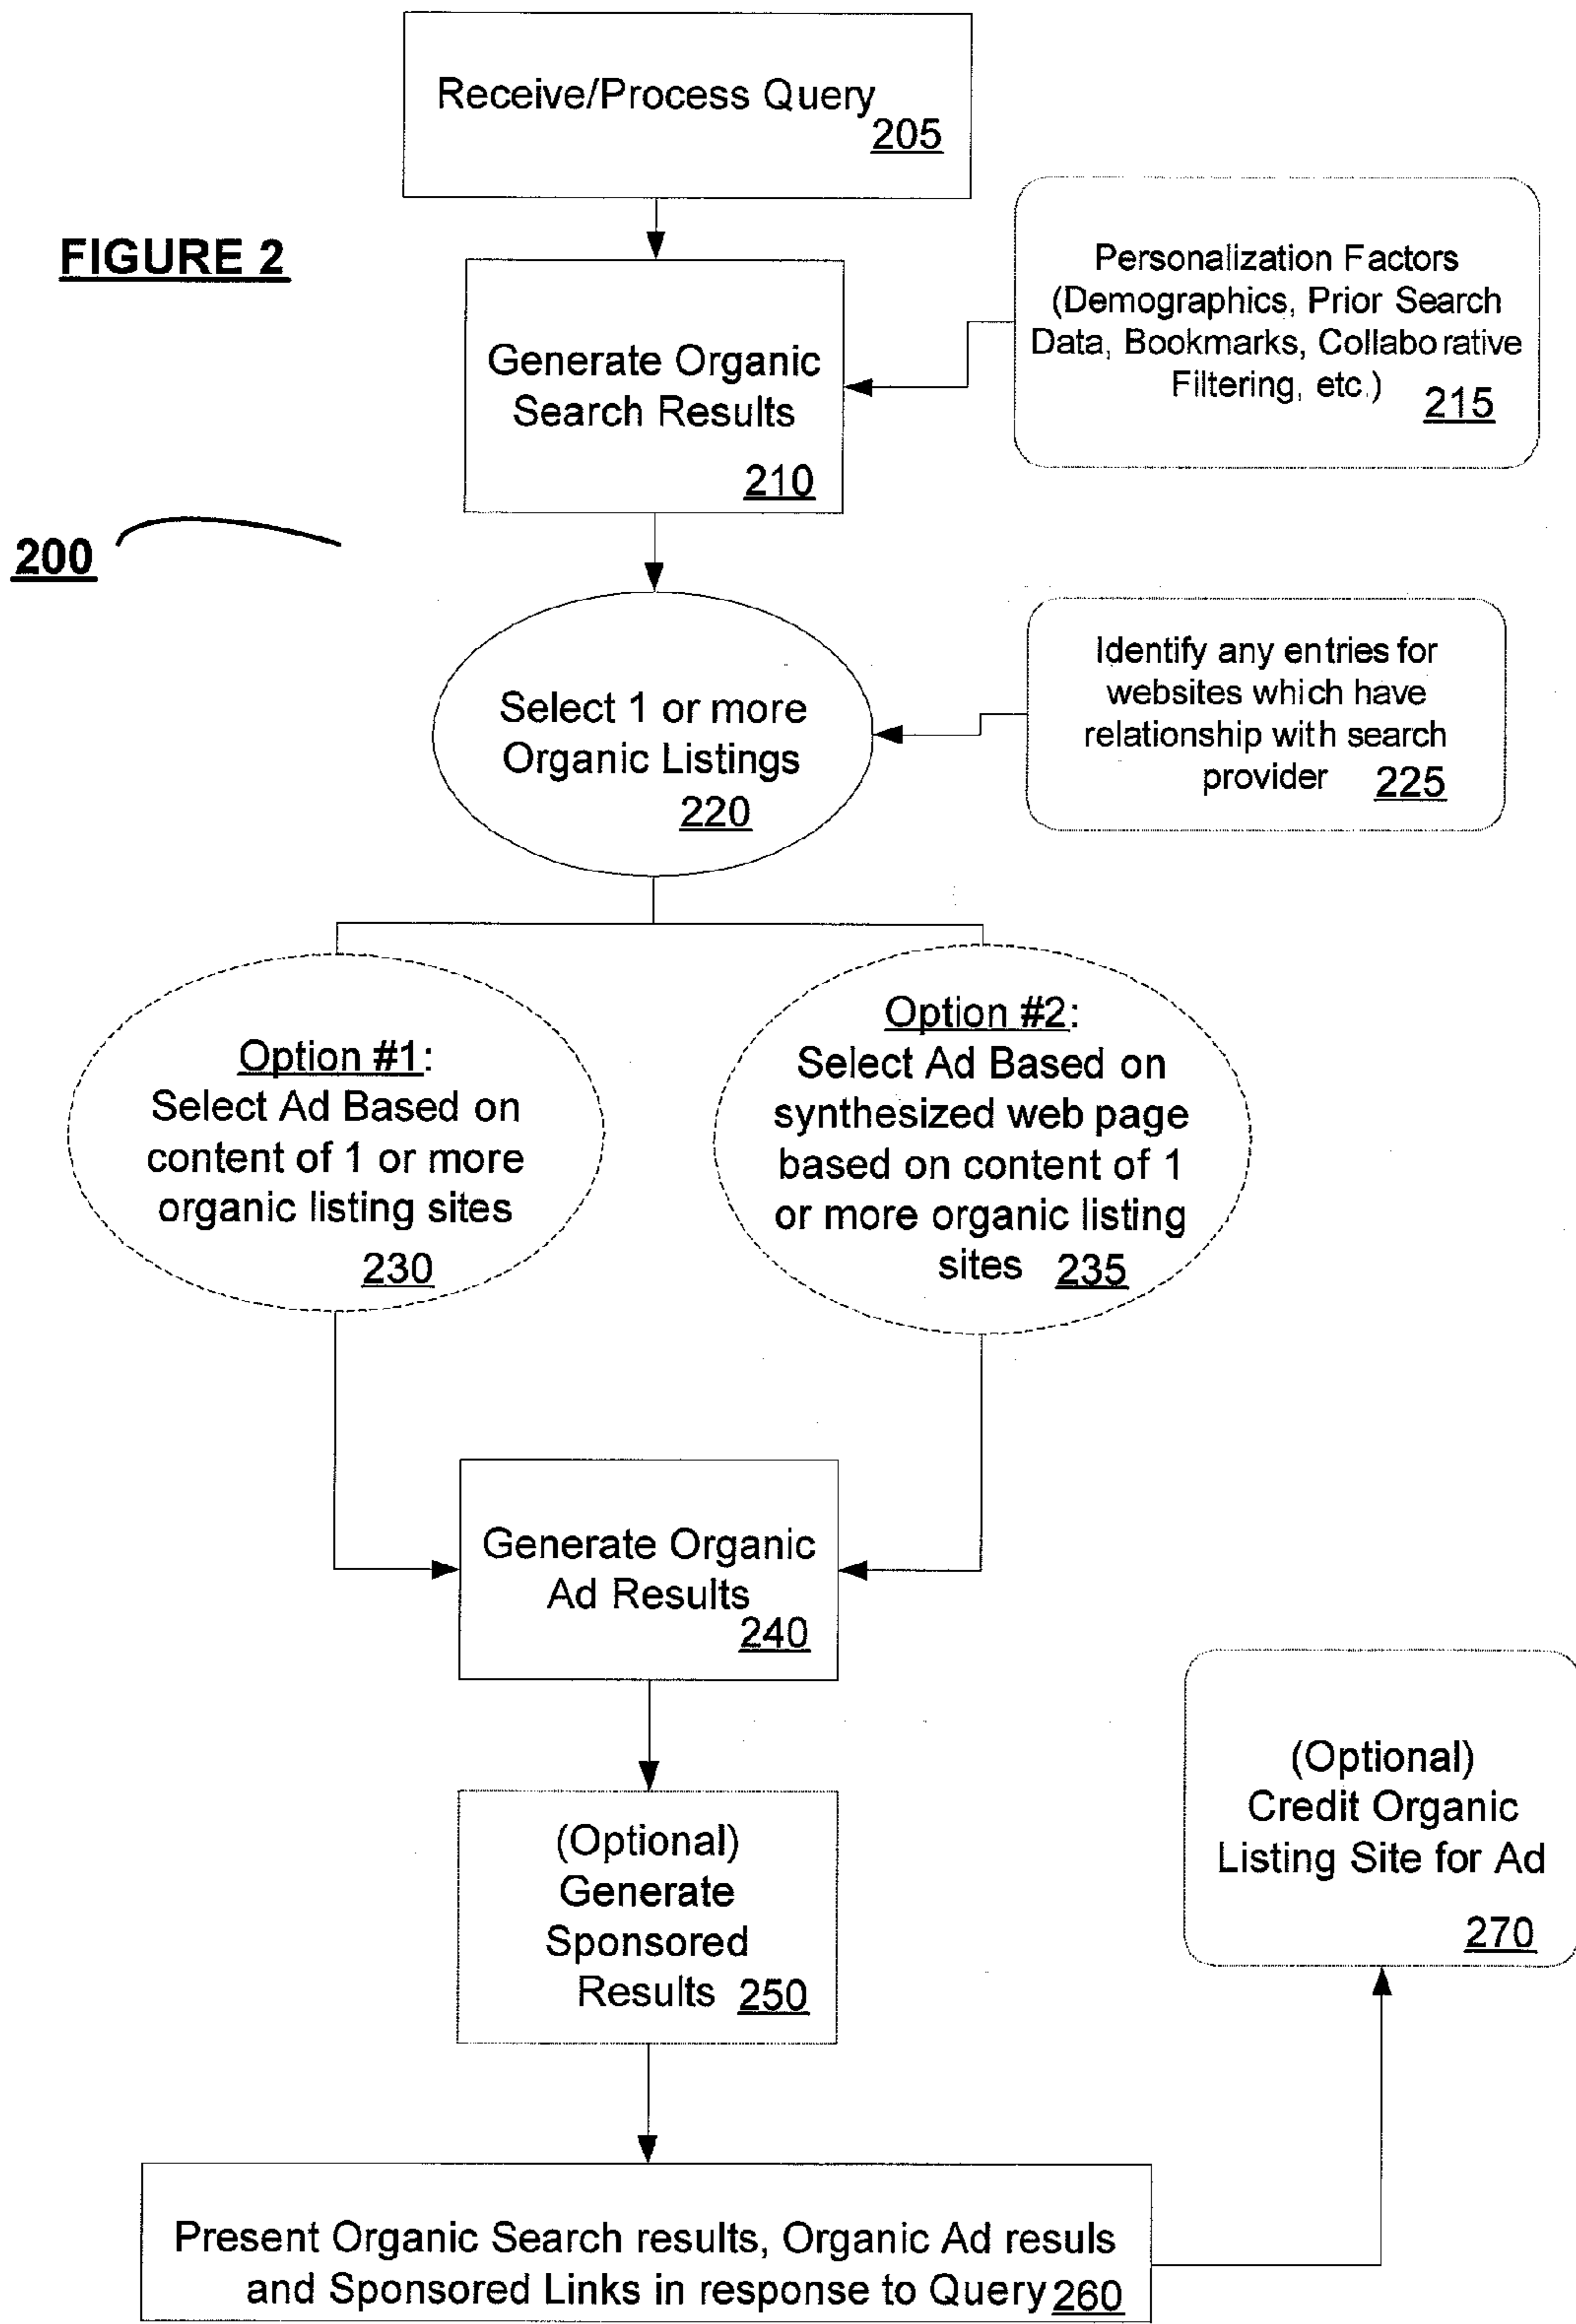 Receive/Process Query
205
FIGURE 2
Personalization Factors
(Demographics, Prior Search
Data, Bookmarks, Collaborative
Filtering, etc.)
215
Generate Organic
Search Results
210
200
Select 1 or more
Organic Listings
220
Identify any entries for
websites which have
relationship with search
provider 225
Option #1:
Select Ad Based on
content of 1 or more
organic listing sites
230
Option #2:
Select Ad Based on
synthesized web page
based on content of 1
or more organic listing
sites 235
Generate Organic
Ad Results
240
(Optional)
Generate
Sponsored
Results 250
(Optional)
Credit Organic
Listing Site for Ad
270
Present Organic Search results, Organic Ad resuls
and Sponsored Links in response to Query 260